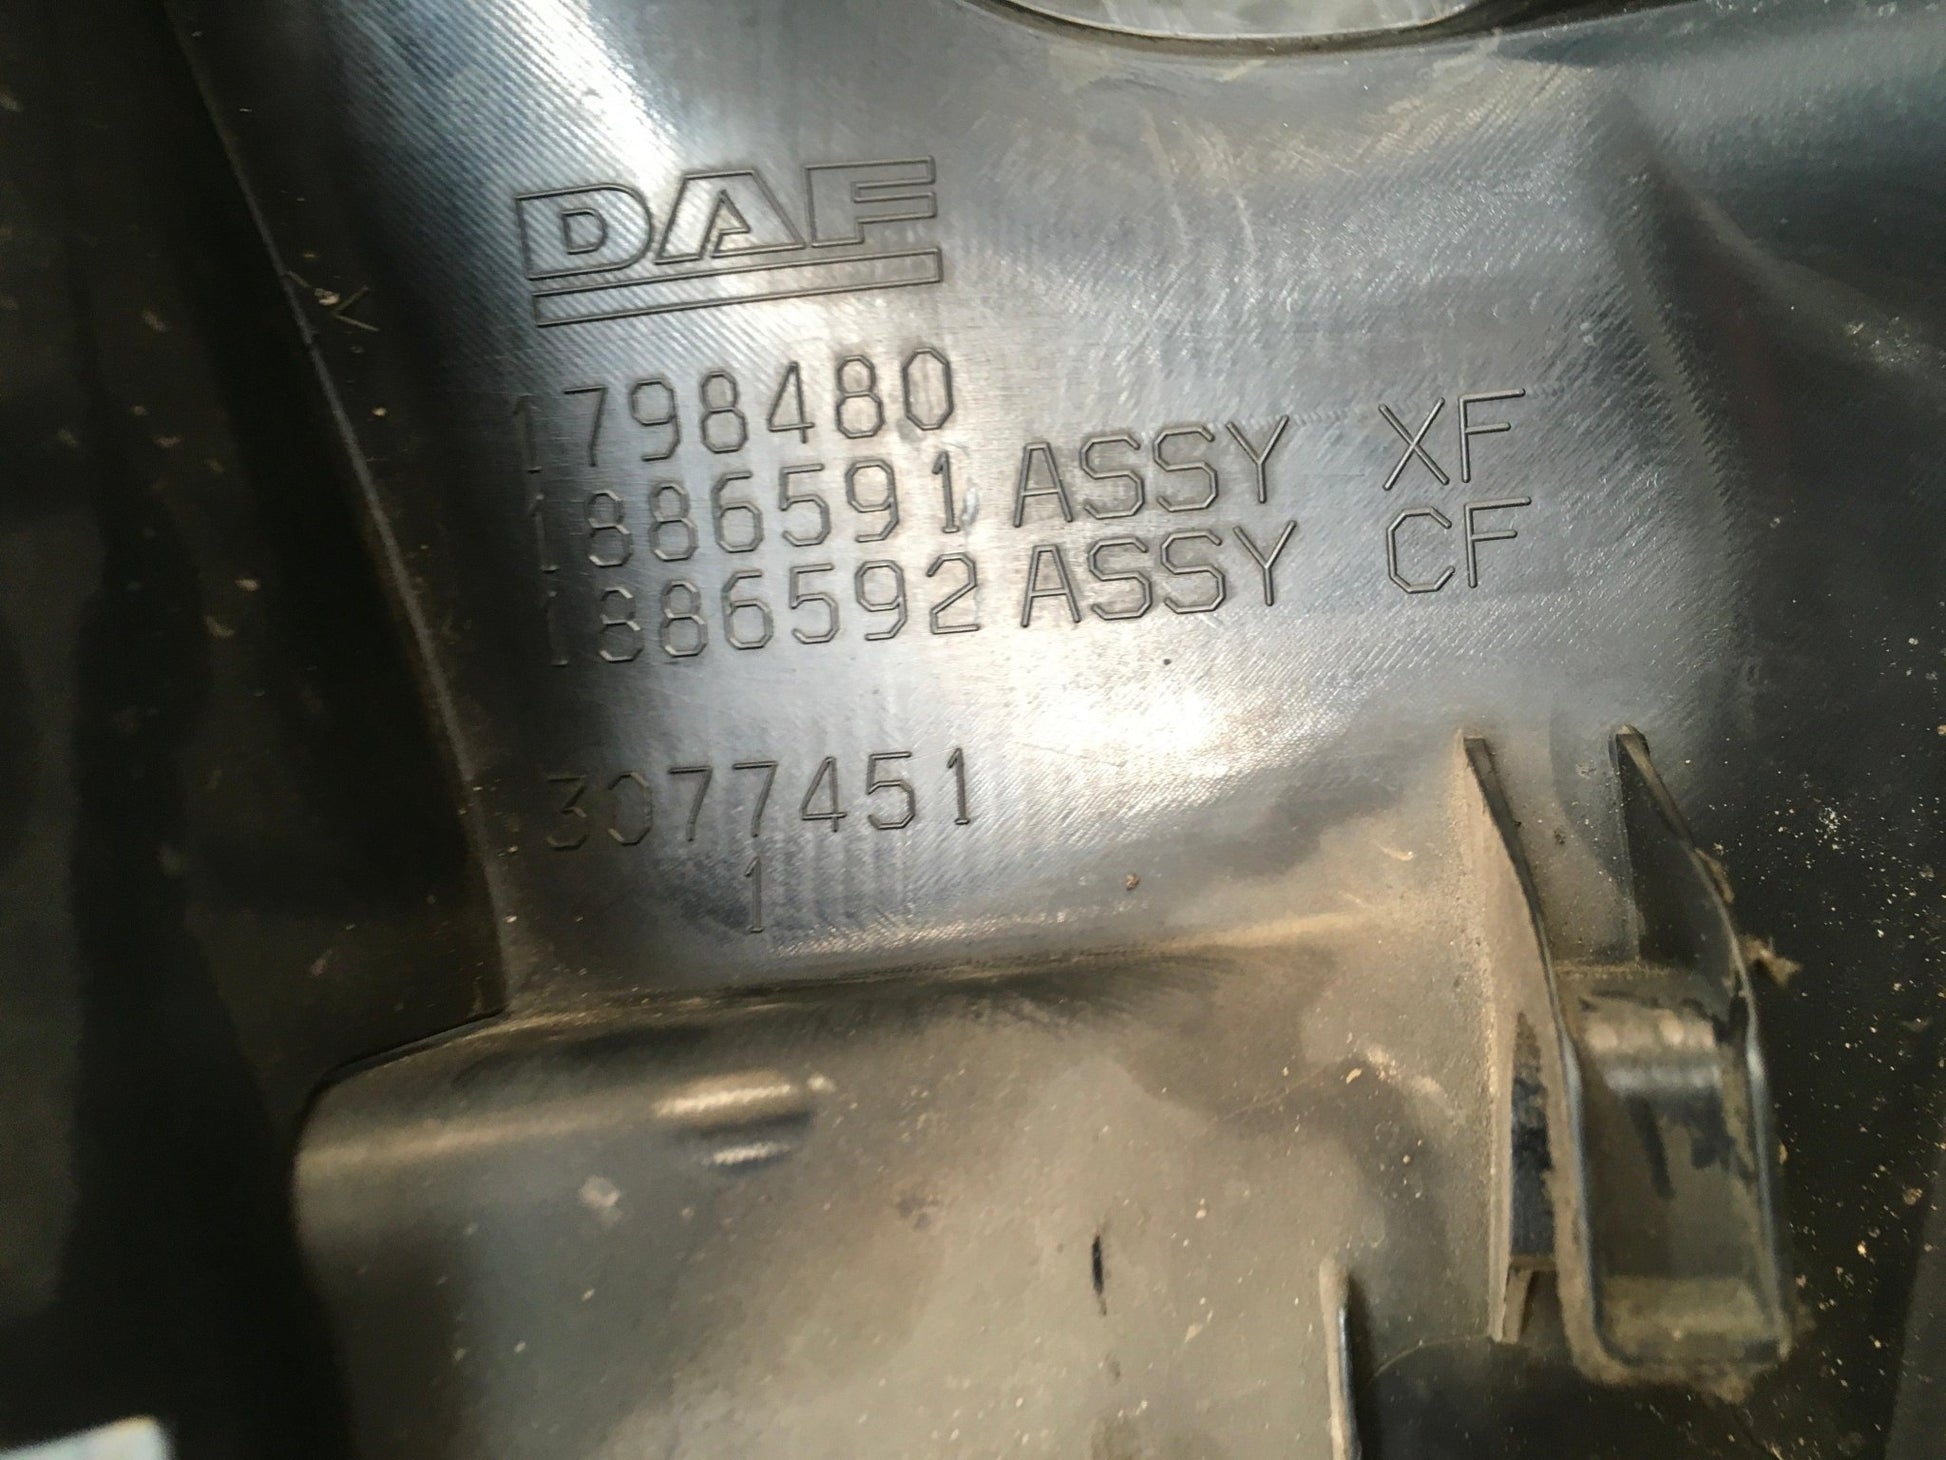 DAF
1798480
1886591 ASSY XF
1886592 ASSY CF
3077451
1